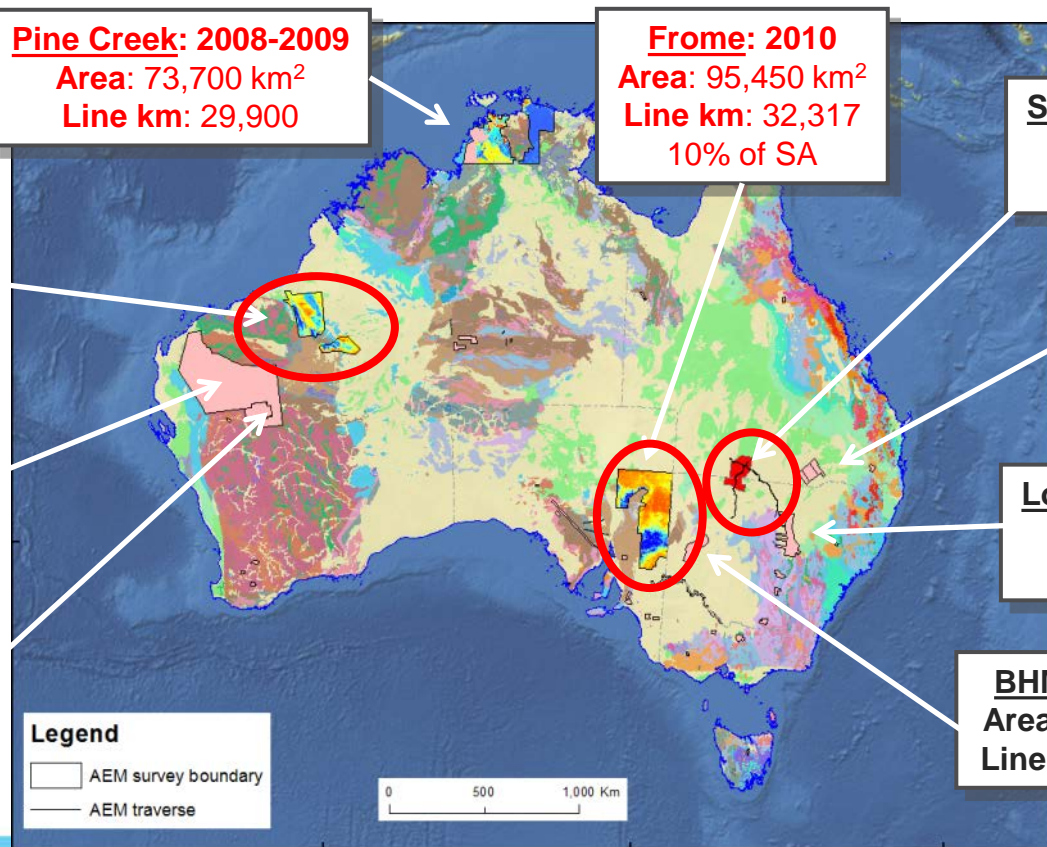 Pine Creek: 2008-2009
Area: 73,700 km²
Line km: 29,900
Frome: 2010
Area: 95,450 km²
Line km: 32,317
10% of SA
S
Lo
BHM
Area
Line
Legend
AEM survey boundary
AEM traverse
0 500 1,000 Km